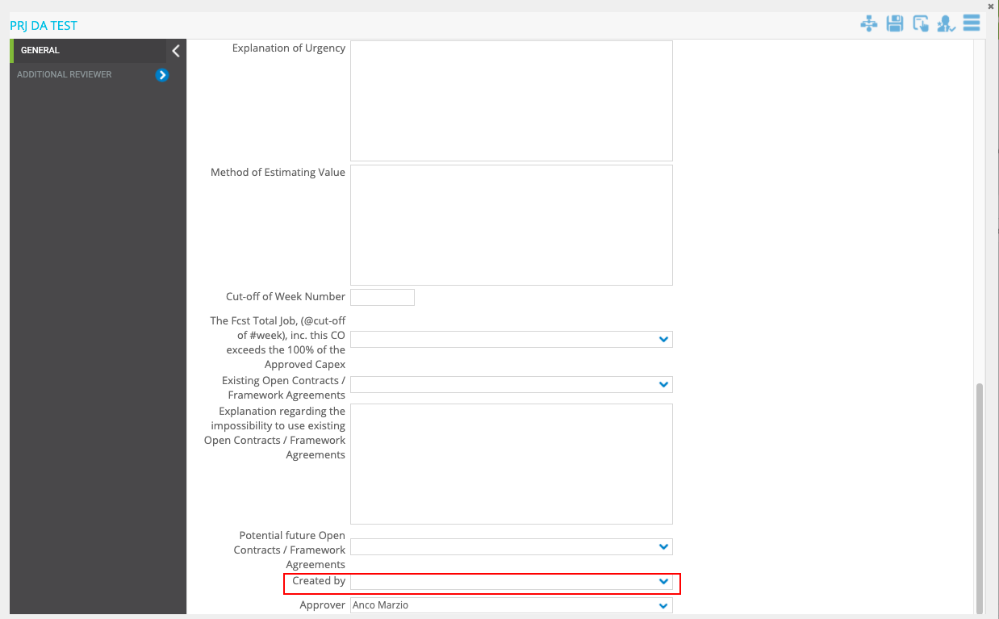 PRJ DA TEST
GENERAL
ADDITIONAL REVIEWER
Explanation of Urgency
Method of Estimating Value
Cut-off of Week Number
The Fcst Total Job, (@cut-off
of #week), inc. this CO
exceeds the 100% of the
Approved Capex
Existing Open Contracts /
Framework Agreements
Explanation regarding the
impossibility to use existing
Open Contracts / Framework
Agreements
Potential future Open
Contracts / Framework
Agreements
Created by
Approver Anco Marzio